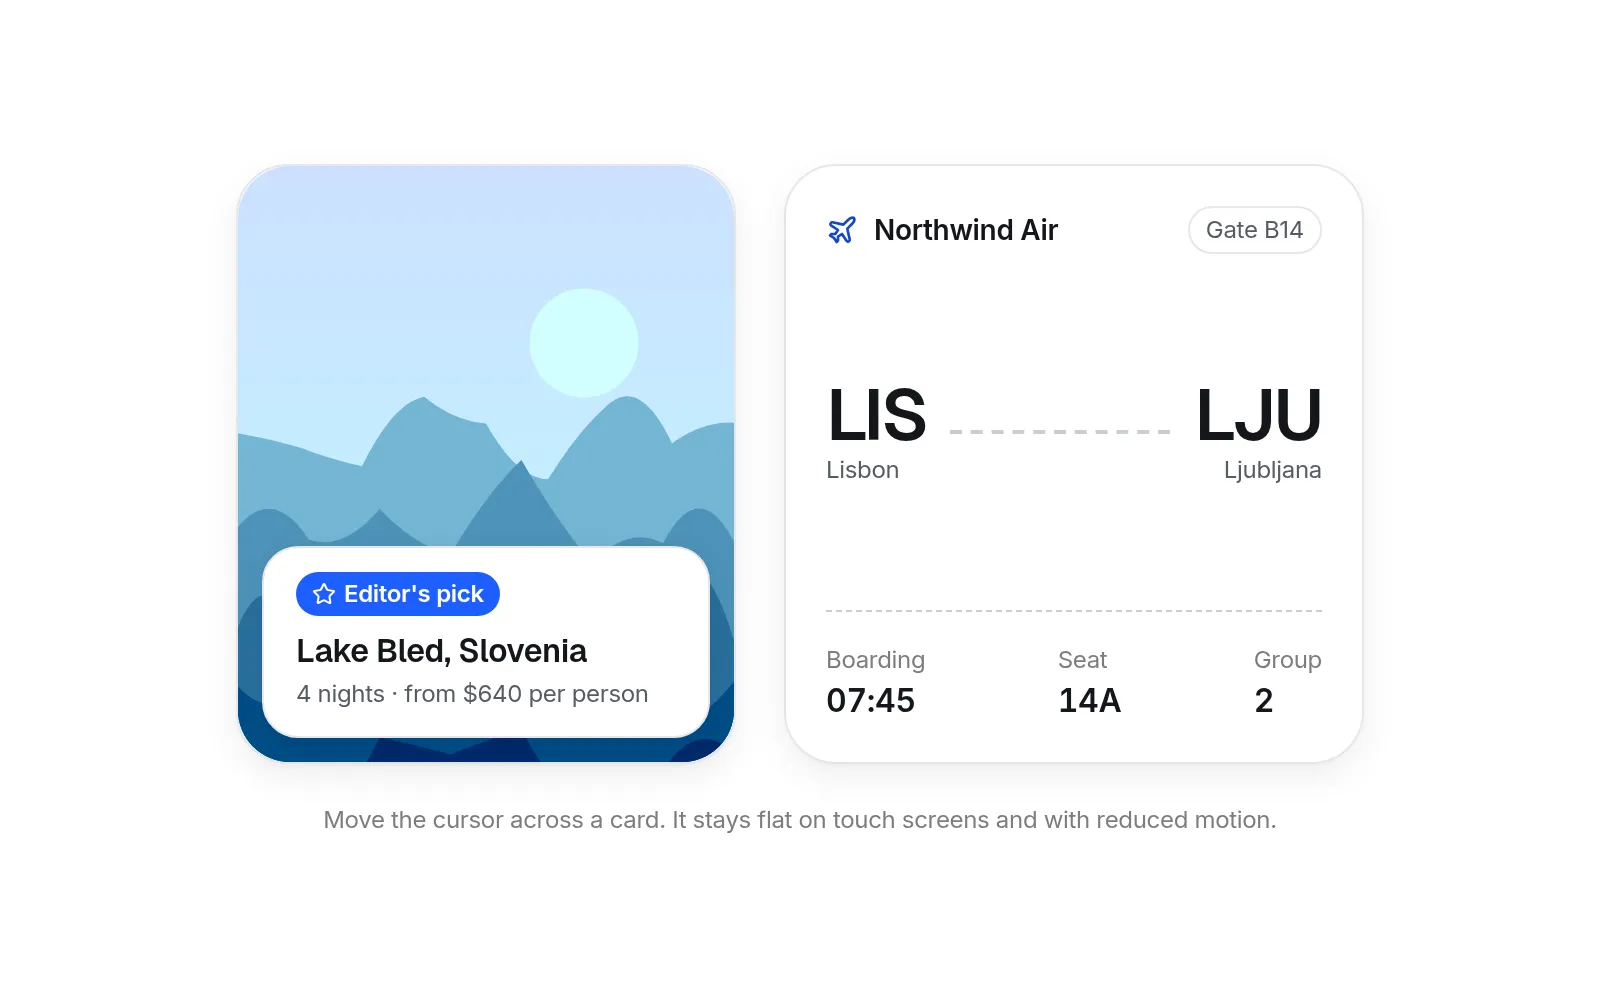 Editor's pick
Lake Bled, Slovenia
4 nights · from $640 per person
Northwind Air
Gate B14
LIS
LJU
Lisbon
Ljubljana
Boarding
Seat
Group
07:45
14A
2
Move the cursor across a card. It stays flat on touch screens and with reduced motion.